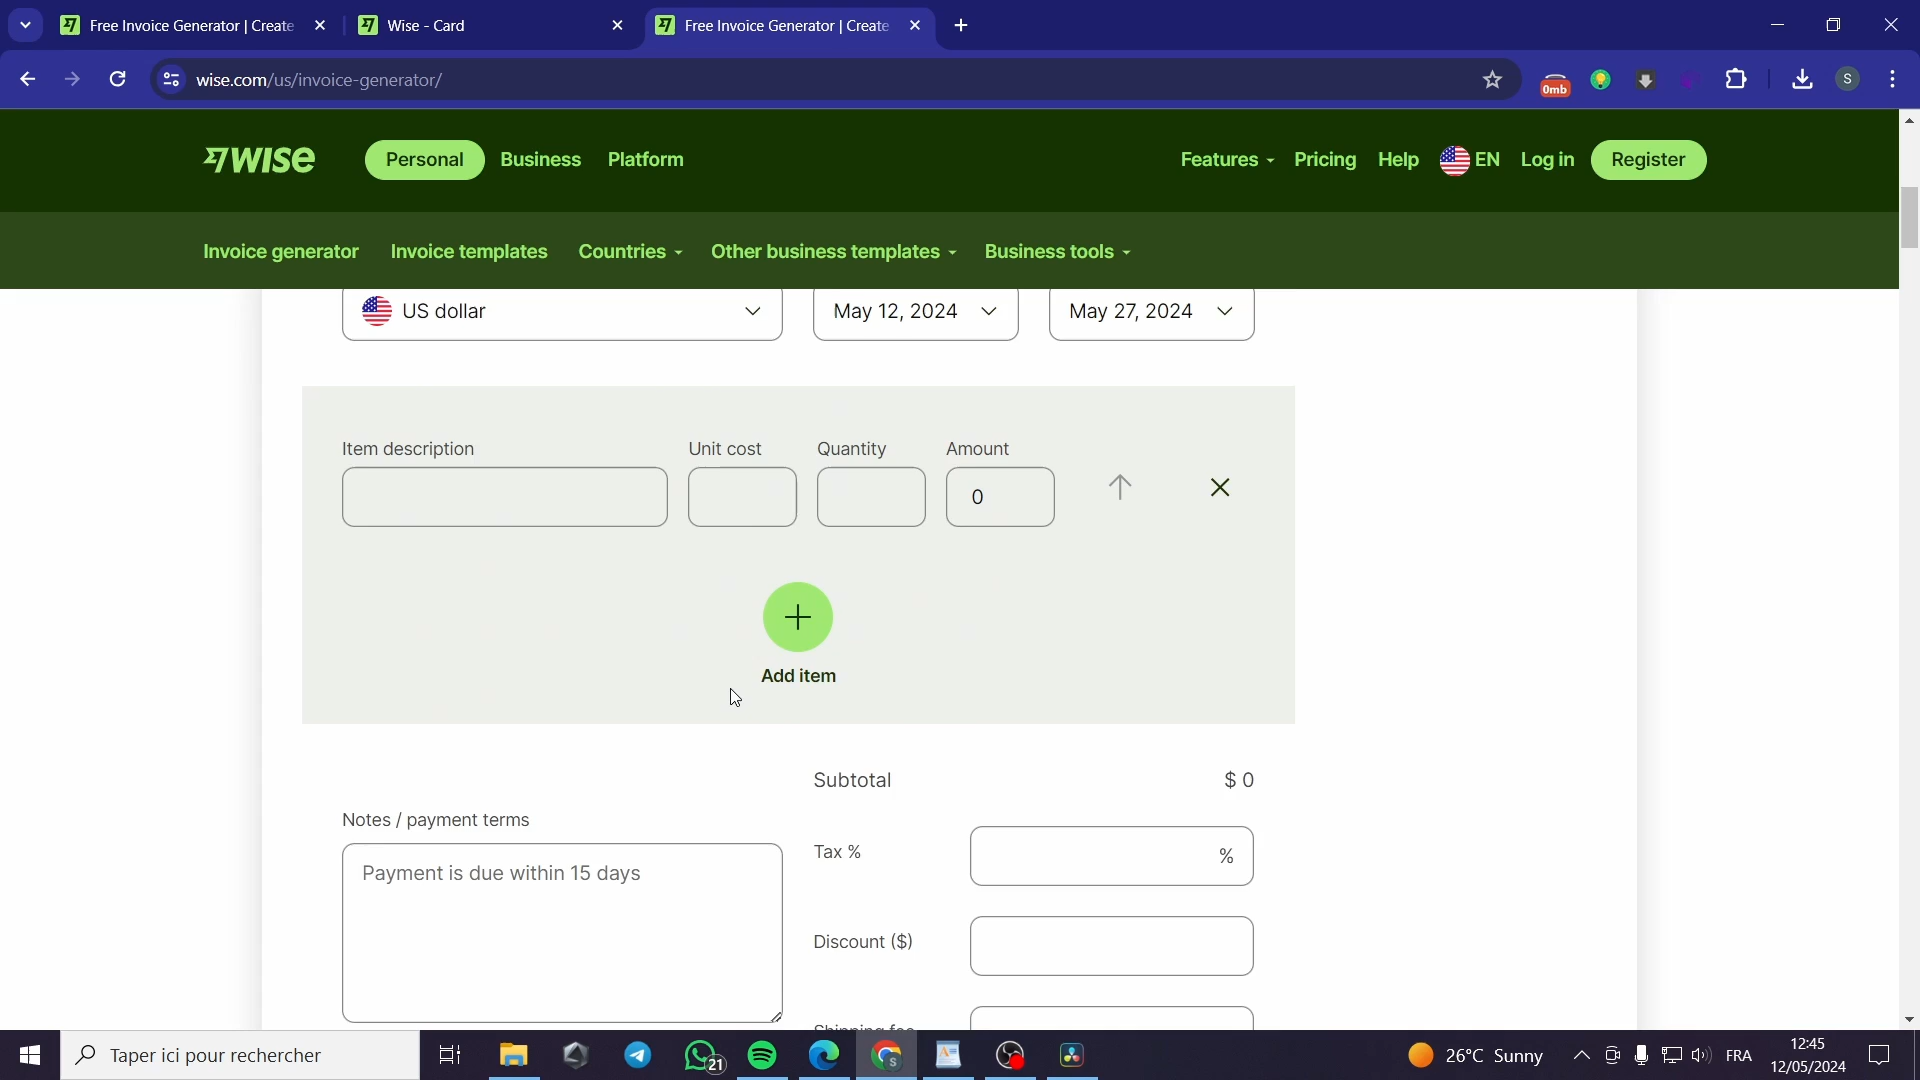 Free Invoice Generator | Create
Wise - Card
Free Invoice Generator | Create
wise.com/us/invoice-generator/
0mb
S
WISE
Personal
Business
Platform
Features
Pricing
Help
EN
Log in
Register
Invoice generator
Invoice templates
Countries
Other business templates
Business tools
US dollar
May 12, 2024
May 27, 2024
Item description
Unit cost
Quantity
Amount
0
Add item
Subtotal
$ 0
Notes / payment terms
Payment is due within 15 days
Tax %
%
Discount ($)
Shipping fee
Taper ici pour rechercher
21
S
26°C Sunny
FRA
12:45
12/05/2024